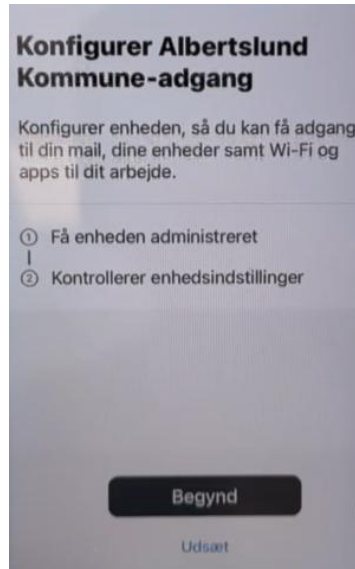 Konfigurer Albertslund
Kommune-adgang
Konfigurer enheden, så du kan få adgang
til din mail, dine enheder samt Wi-Fi og
apps til dit arbejde.
1 Få enheden administreret
2 Kontrollerer enhedsindstillinger
Begynd
Udsæt